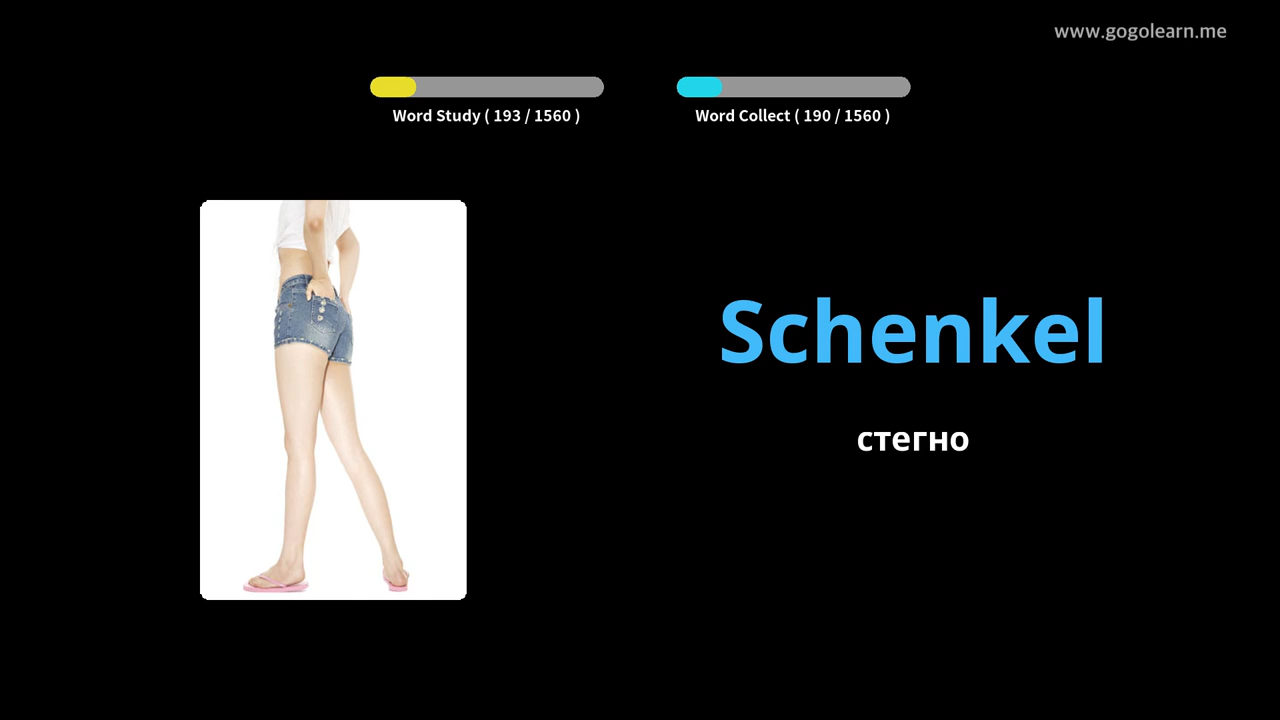 www.gogolearn.me
Word Study ( 193 / 1560 )
Word Collect ( 190 / 1560 )
Schenkel
стегно